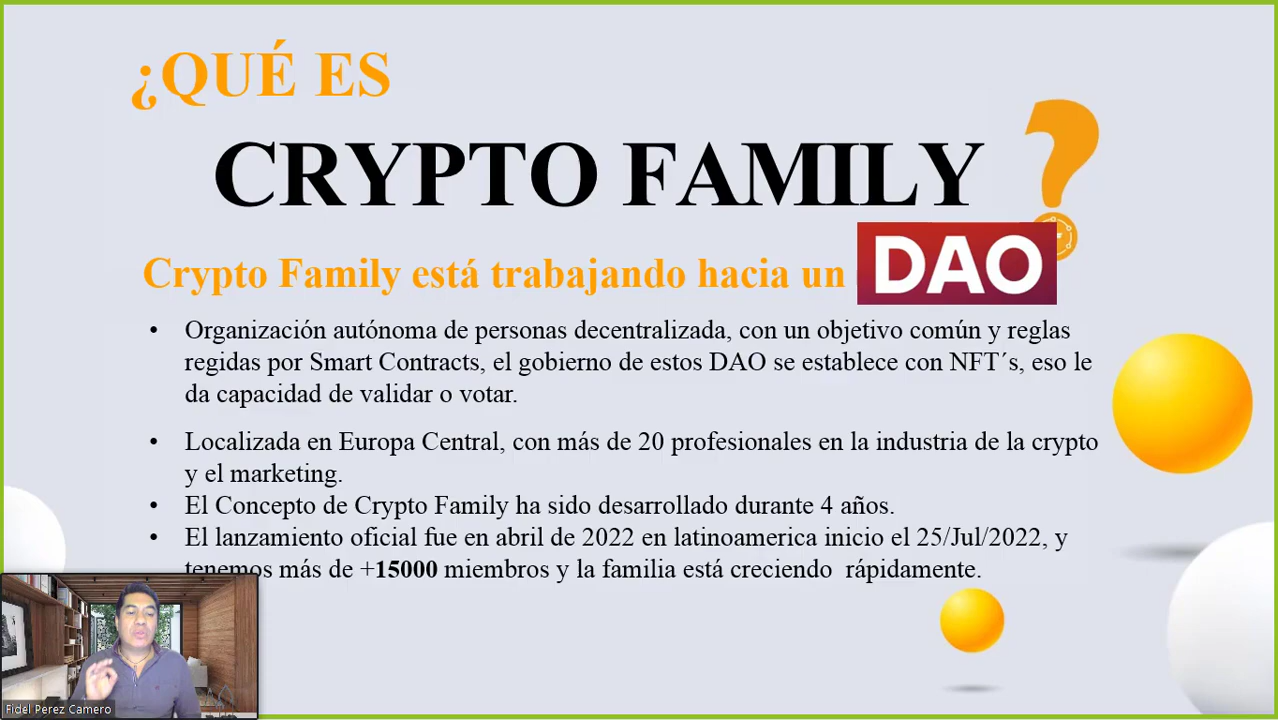 ¿QUÉ ES
CRYPTO FAMILY ?
Crypto Family está trabajando hacia un DAO
• Organización autónoma de personas decentralizada, con un objetivo común y reglas
regidas por Smart Contracts, el gobierno de estos DAO se establece con NFT´s, eso le
da capacidad de validar o votar.
• Localizada en Europa Central, con más de 20 profesionales en la industria de la crypto
y el marketing.
• El Concepto de Crypto Family ha sido desarrollado durante 4 años.
• El lanzamiento oficial fue en abril de 2022 en latinoamerica inicio el 25/Jul/2022, y
tenemos más de +15000 miembros y la familia está creciendo rápidamente.
Fidel Perez Camero